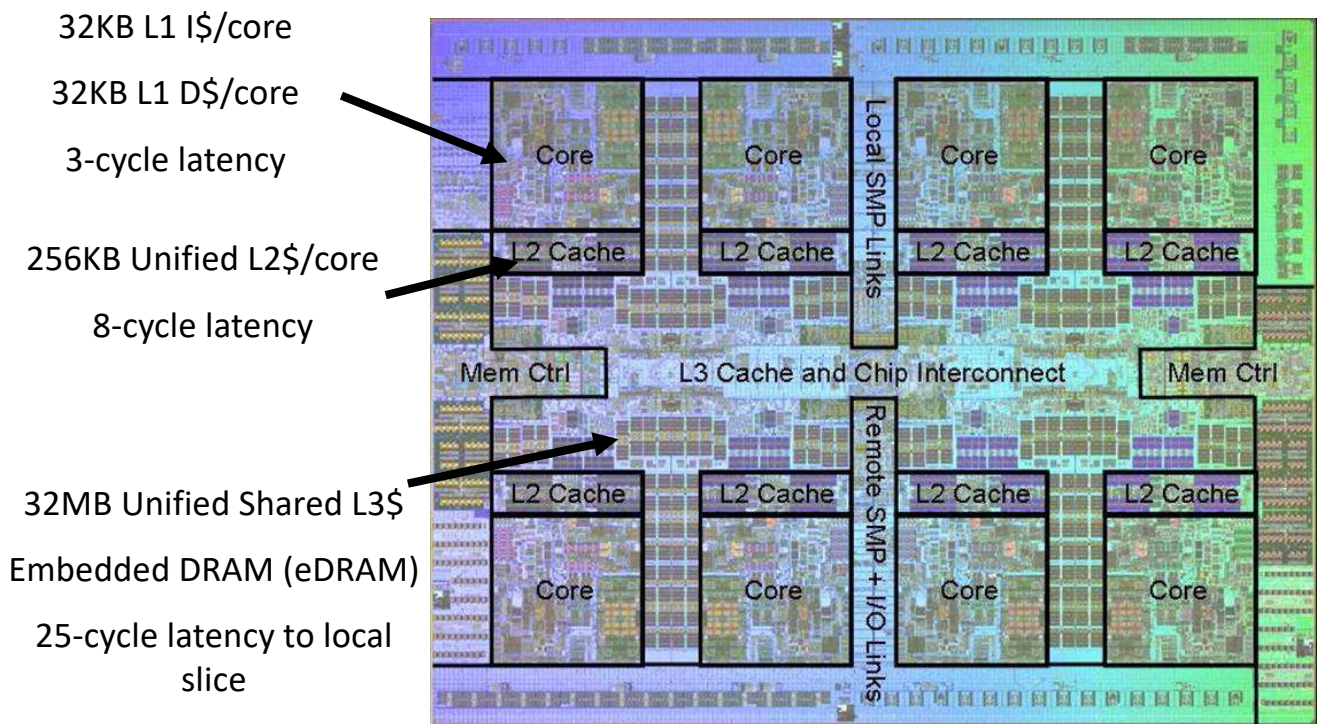 32KB L1 I$/core
32KB L1 D$/core
3-cycle latency
256KB Unified L2$/core
8-cycle latency
32MB Unified Shared L3$
Embedded DRAM (eDRAM)
25-cycle latency to local
slice
Core
Core
Core
Core
Local SMP Links
L2 Cache
L2 Cache
L2 Cache
L2 Cache
Mem Ctrl
L3 Cache and Chip Interconnect
Mem Ctrl
Remote SMP + I/O Links
L2 Cache
L2 Cache
L2 Cache
L2 Cache
Core
Core
Core
Core